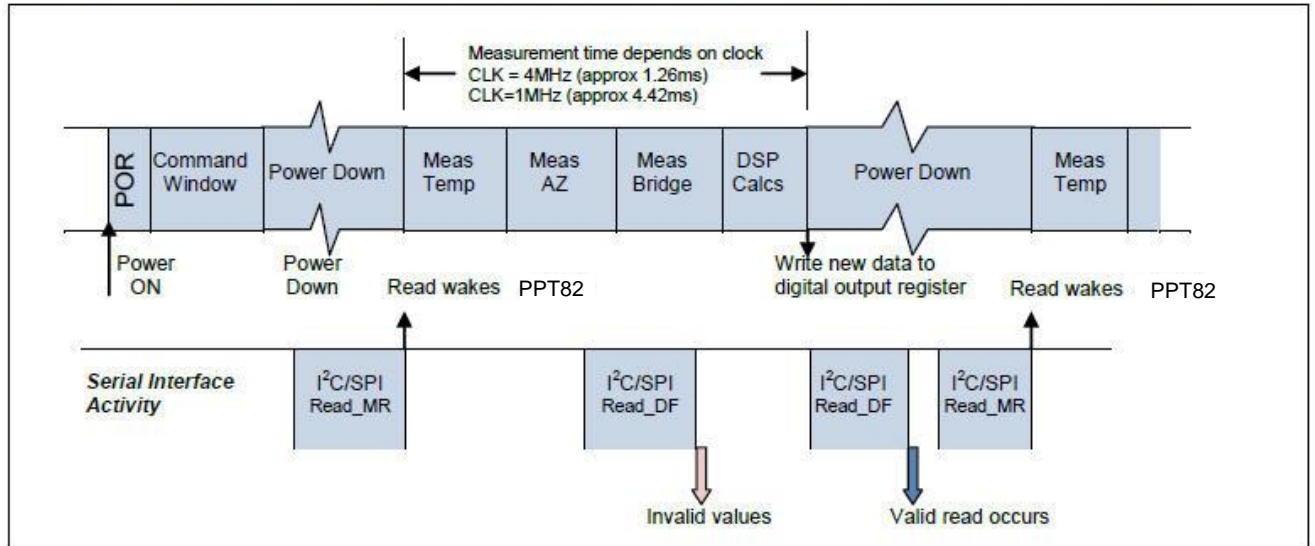 Measurement time depends on clock
CLK = 4MHz (approx 1.26ms)
CLK=1MHz (approx 4.42ms)
POR
Command
Window
Power Down
Meas
Temp
Meas
AZ
Meas
Bridge
DSP
Calcs
Power Down
Meas
Temp
Power
ON
Power
Down
Read wakes PPT82
Write new data to
digital output register
Read wakes PPT82
Serial Interface
Activity
I²C/SPI
Read_MR
I²C/SPI
Read_DF
I²C/SPI
Read_DF
I²C/SPI
Read_MR
Invalid values
Valid read occurs